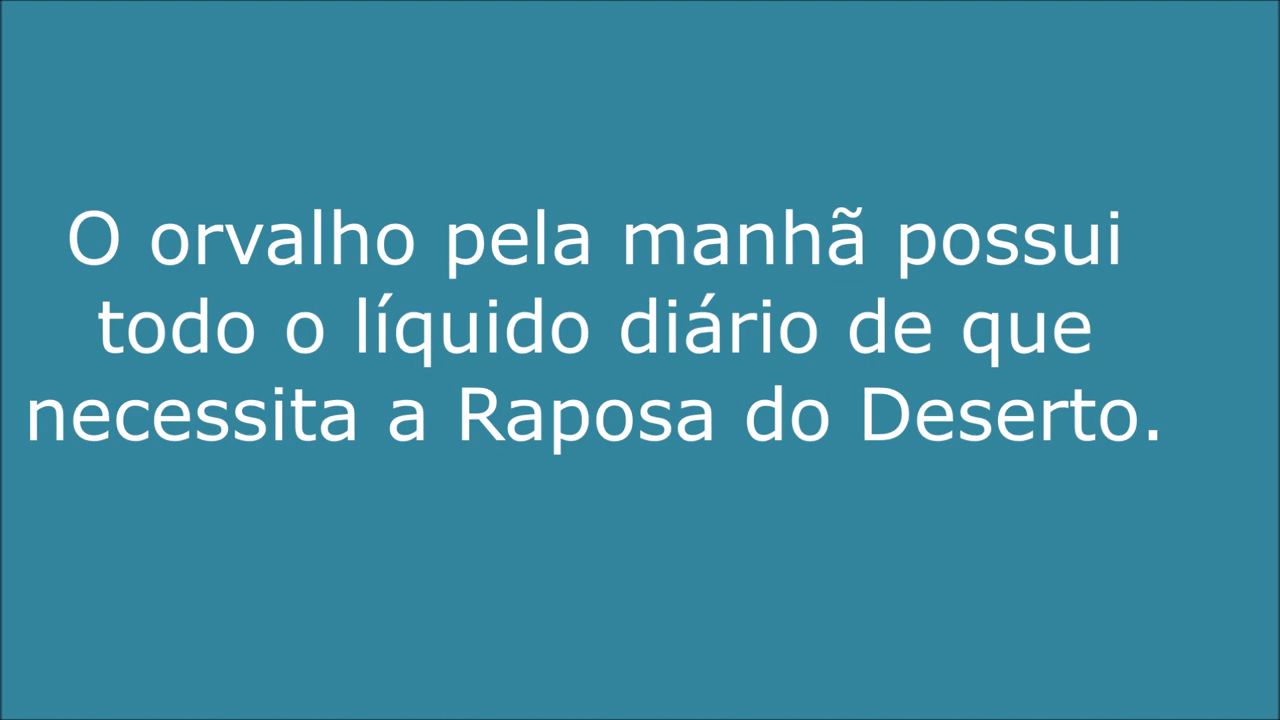 O orvalho pela manhã possui
todo o líquido diário de que
necessita a Raposa do Deserto.